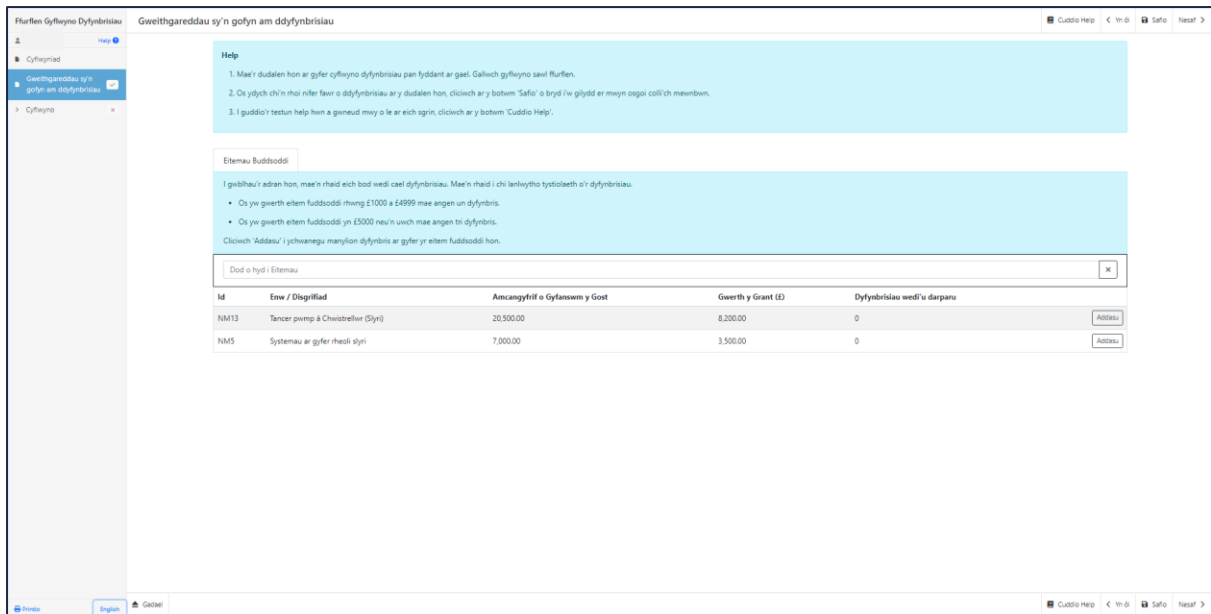 Ffurflen Gyflwyno Dyfynbrisiau
Gweithgareddau sy'n gofyn am ddyfynbrisiau
Cuddio Help
Yn ôl
Safio
Nesaf
Help
Cyflwyniad
Gweithgareddau sy'n
gofyn am ddyfynbrisiau
Cyflwyno
Help
1. Mae'r dudalen hon ar gyfer cyflwyno dyfynbrisiau pan fyddant ar gael. Gallwch gyflwyno sawl ffurflen.
2. Os ydych chi'n rhoi nifer fawr o ddyfynbrisiau ar y dudalen hon, cliciwch ar y botwm 'Safio' o bryd i'w gilydd er mwyn osgoi colli'ch mewnbwn.
3. I guddio'r testun help hwn a gwneud mwy o le ar eich sgrin, cliciwch ar y botwm 'Cuddio Help'.
Eitemau Buddsoddi
I gwblhau'r adran hon, mae'n rhaid eich bod wedi cael dyfynbrisiau. Mae'n rhaid i chi lanlwytho tystiolaeth o'r dyfynbrisiau.
• Os yw gwerth eitem fuddsoddi rhwng £1000 a £4999 mae angen un dyfynbris.
• Os yw gwerth eitem fuddsoddi yn £5000 neu'n uwch mae angen tri dyfynbris.
Cliciwch 'Addasu' i ychwanegu manylion dyfynbris ar gyfer yr eitem fuddsoddi hon.
Dod o hyd i Eitemau
Id Enw / Disgrifiad Amcangyfrif o Gyfanswm y Gost Gwerth y Grant (£) Dyfynbrisiau wedi'u darparu
NM13 Tancer pwmp â Chwistrellwr (Slyri) 20,500.00 8,200.00 0 Addasu
NM5 Systemau ar gyfer rheoli slyri 7,000.00 3,500.00 0 Addasu
Printio
English
Gadael
Cuddio Help
Yn ôl
Safio
Nesaf